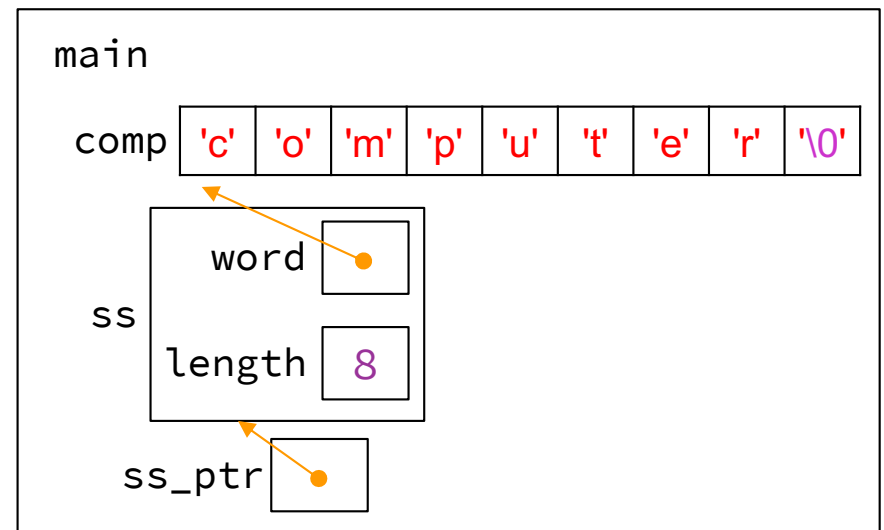 main
comp 'c' 'o' 'm' 'p' 'u' 't' 'e' 'r' '\0'
word
ss
length 8
ss_ptr